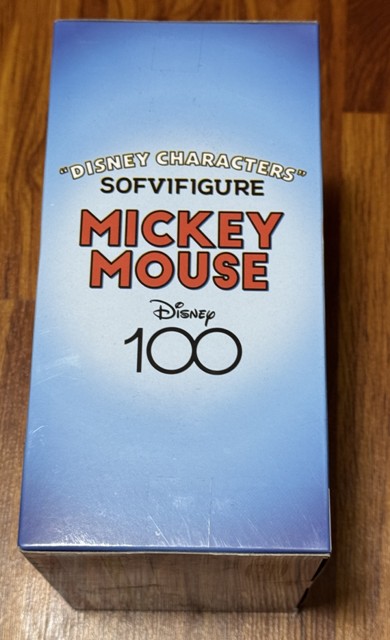 "DISNEY CHARACTERS"
SOFVIFIGURE
MICKEY
MOUSE
Disney
100